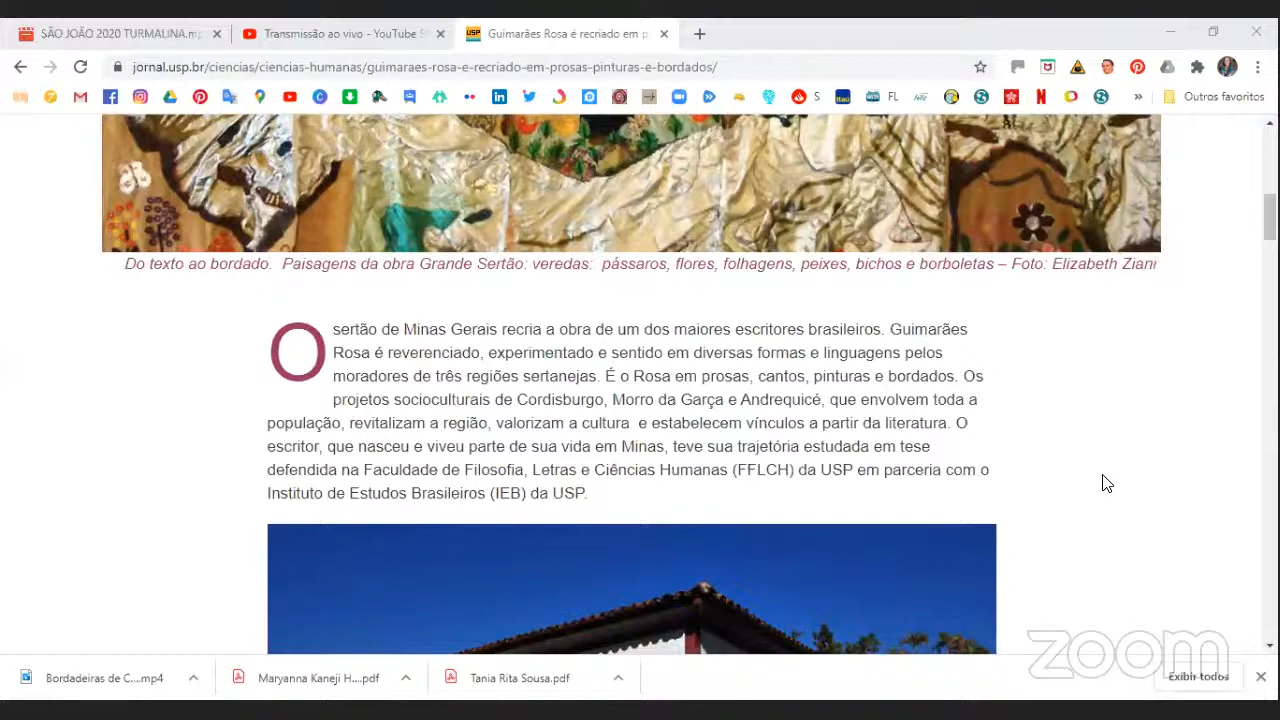 SÃO JOÃO 2020 TURMALINA.mp
Transmissão ao vivo - YouTube S
USP
Guimarães Rosa é recriado em p
jornal.usp.br/ciencias/ciencias-humanas/guimaraes-rosa-e-recriado-em-prosas-pinturas-e-bordados/
S
FL
Outros favoritos
Do texto ao bordado. Paisagens da obra Grande Sertão: veredas: pássaros, flores, folhagens, peixes, bichos e borboletas – Foto: Elizabeth Ziani
O sertão de Minas Gerais recria a obra de um dos maiores escritores brasileiros. Guimarães
Rosa é reverenciado, experimentado e sentido em diversas formas e linguagens pelos
moradores de três regiões sertanejas. É o Rosa em prosas, cantos, pinturas e bordados. Os
projetos socioculturais de Cordisburgo, Morro da Garça e Andrequicé, que envolvem toda a
população, revitalizam a região, valorizam a cultura e estabelecem vínculos a partir da literatura. O
escritor, que nasceu e viveu parte de sua vida em Minas, teve sua trajetória estudada em tese
defendida na Faculdade de Filosofia, Letras e Ciências Humanas (FFLCH) da USP em parceria com o
Instituto de Estudos Brasileiros (IEB) da USP.
zoom
Bordadeiras de C....mp4
Maryanna Kaneji H....pdf
Tania Rita Sousa.pdf
Exibir todos